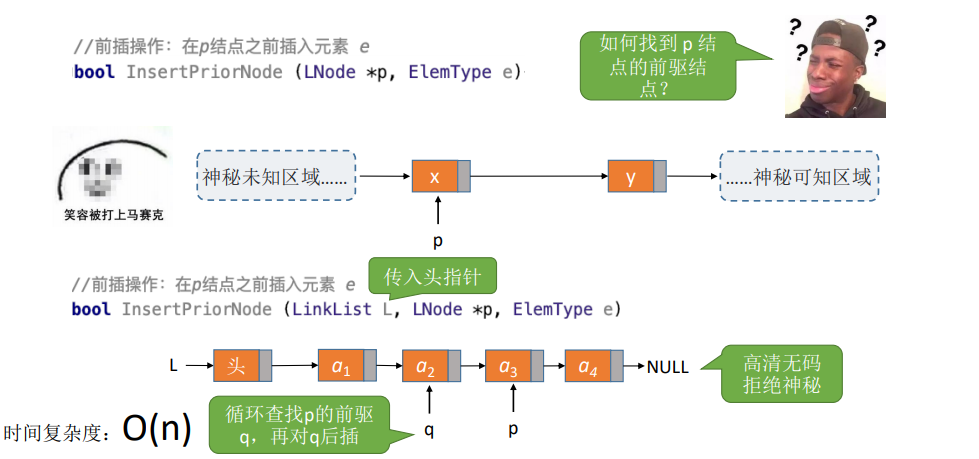 //前插操作：在p结点之前插入元素 e
bool InsertPriorNode (LNode *p, ElemType e)
如何找到 p 结
点的前驱结
点？
? ? ? ?
笑容被打上马赛克
神秘未知区域……
x
y
……神秘可知区域
p
//前插操作：在p结点之前插入元素 e
传入头指针
bool InsertPriorNode (LinkList L, LNode *p, ElemType e)
L
头
a1
a2
a3
a4
NULL
高清无码
拒绝神秘
时间复杂度：O(n)
循环查找p的前驱
q，再对q后插
q
p